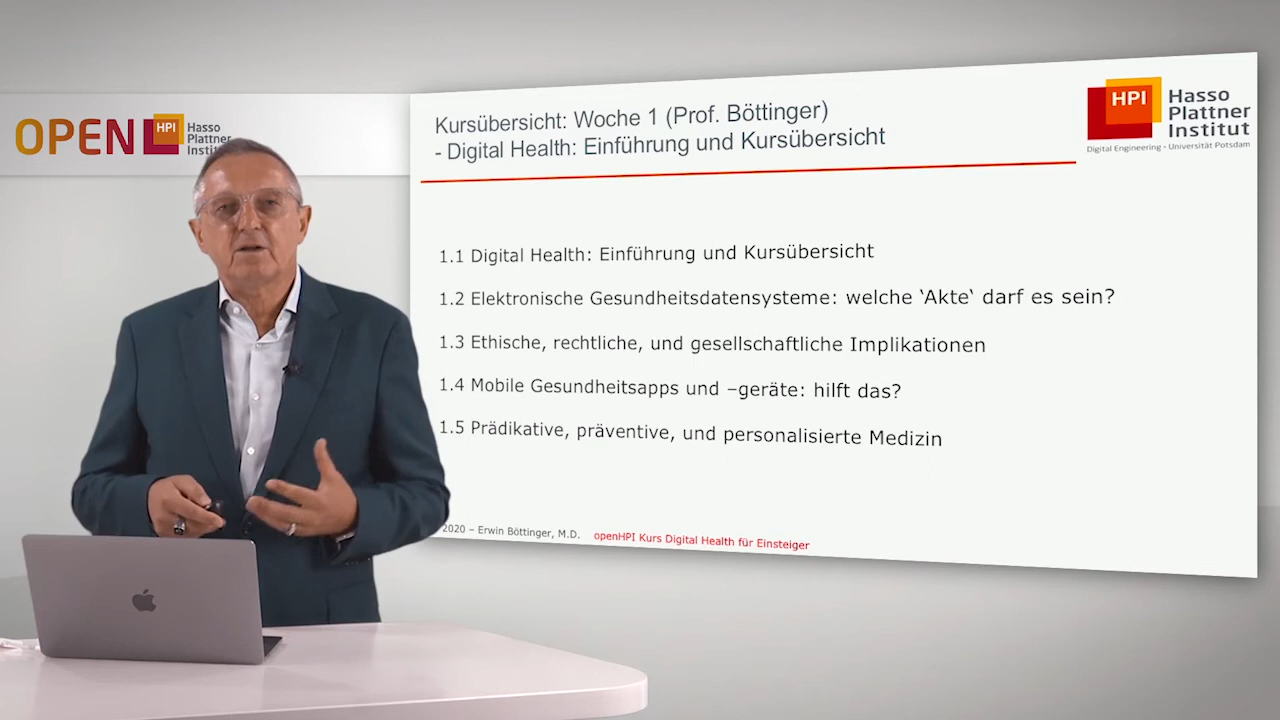 OPEN HPI Hasso
Plattner
Institut
Kursübersicht: Woche 1 (Prof. Böttinger)
- Digital Health: Einführung und Kursübersicht
HPI Hasso
Plattner
Institut
Digital Engineering • Universität Potsdam
1.1 Digital Health: Einführung und Kursübersicht
1.2 Elektronische Gesundheitsdatensysteme: welche ‘Akte‘ darf es sein?
1.3 Ethische, rechtliche, und gesellschaftliche Implikationen
1.4 Mobile Gesundheitsapps und –geräte: hilft das?
1.5 Prädikative, präventive, und personalisierte Medizin
2020 – Erwin Böttinger, M.D. openHPI Kurs Digital Health für Einsteiger